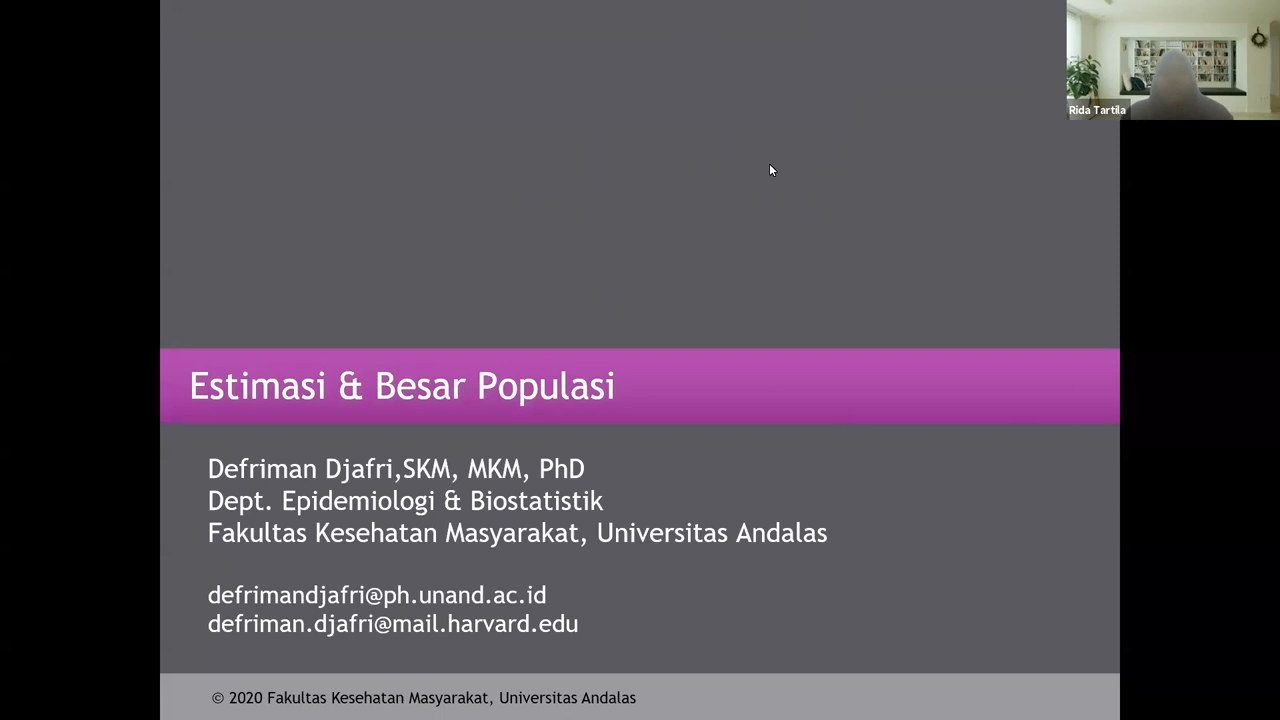 Rida Tartila
Estimasi & Besar Populasi
Defriman Djafri,SKM, MKM, PhD
Dept. Epidemiologi & Biostatistik
Fakultas Kesehatan Masyarakat, Universitas Andalas
defrimandjafri@ph.unand.ac.id
defriman.djafri@mail.harvard.edu
© 2020 Fakultas Kesehatan Masyarakat, Universitas Andalas